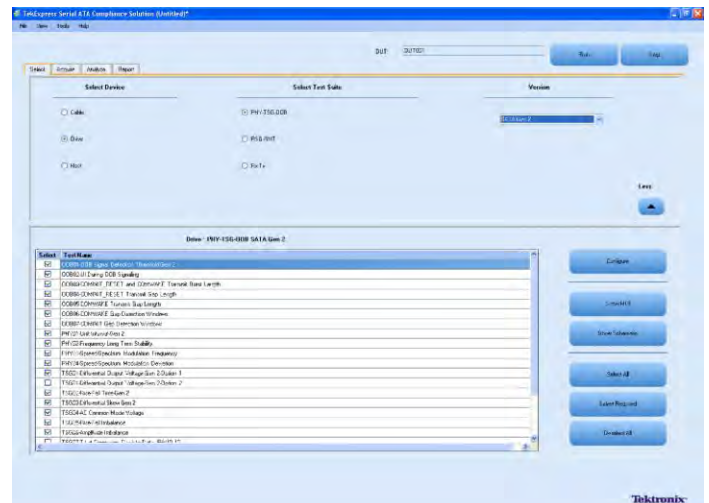 TekExpress Serial ATA Compliance Solution (Untitled)*
File View Tools Help
DUT DUT001
Run Stop
Select Acquire Analyze Report
Select Device Select Test Suite Version
Cable PHY-TSG-OOB
Drive RSG-RMT
Host Rx-Tx
Less
Drive : PHY-TSG-OOB SATA Gen 2
Select Test Name
OOB01-OOB Signal Detection Threshold Gen 2
OOB02-UI During OOB Signaling
OOB03-COMINIT_RESET and COMWAKE Transmit Burst Length
OOB04-COMINIT_RESET Transmit Gap Length
OOB05-COMWAKE Transmit Gap Length
OOB06-COMWAKE Gap Detection Windows
OOB07-COMINIT Gap Detection Windows
PHY01-Unit Interval-Gen 2
PHY02-Frequency Long Term Stability
PHY03-Spread-Spectrum Modulation Frequency
PHY04-Spread-Spectrum Modulation Deviation
TSG01-Differential Output Voltage-Gen 2-Option 1
TSG01-Differential Output Voltage-Gen 2-Option 2
TSG02-Rise-Fall Time-Gen 2
TSG03-Differential Skew-Gen 2
TSG04-AC Common Mode Voltage
TSG05-Rise-Fall Imbalance
TSG06-Amplitude Imbalance
Configure
Show MOI
Show Schematic
Select All
Select Required
Deselect All
Tektronix